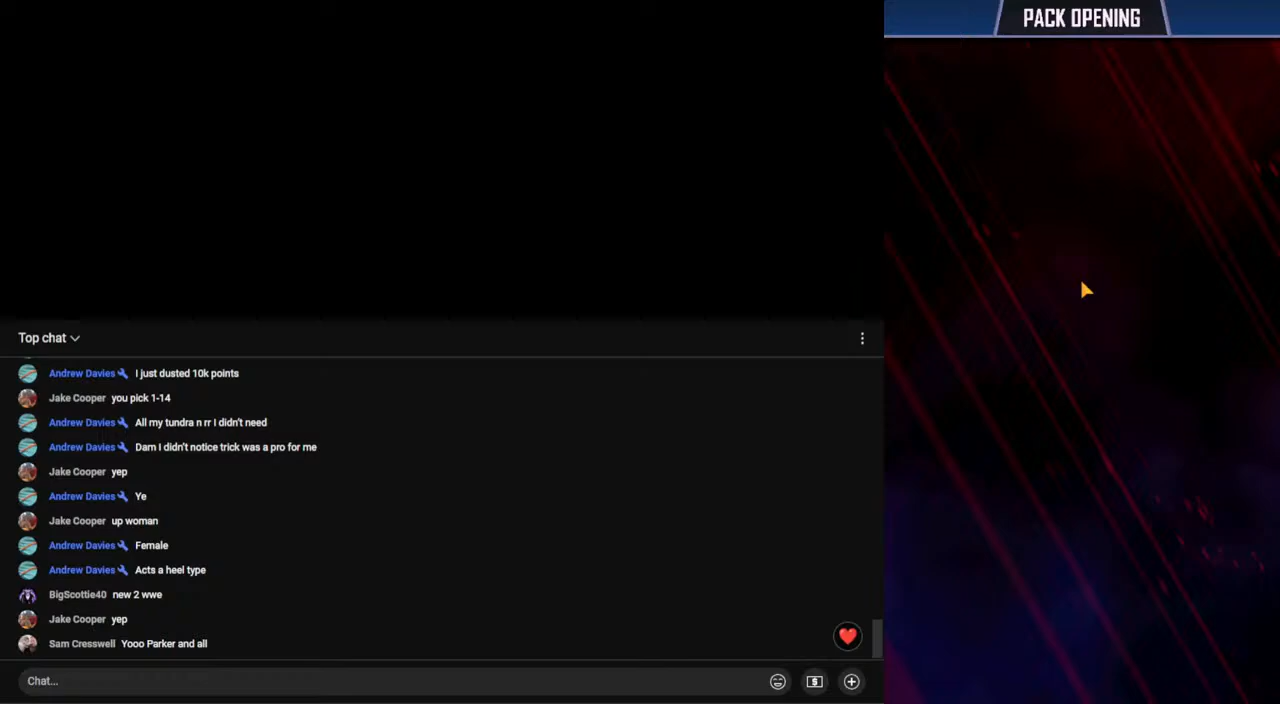 PACK OPENING
Top chat
Andrew Davies I just dusted 10k points
Jake Cooper you pick 1-14
Andrew Davies All my tundra n rr I didn't need
Andrew Davies Dam I didn't notice trick was a pro for me
Jake Cooper yep
Andrew Davies Ye
Jake Cooper up woman
Andrew Davies Female
Andrew Davies Acts a heel type
BigScottie40 new 2 wwe
Jake Cooper yep
Sam Cresswell Yooo Parker and all
Chat...